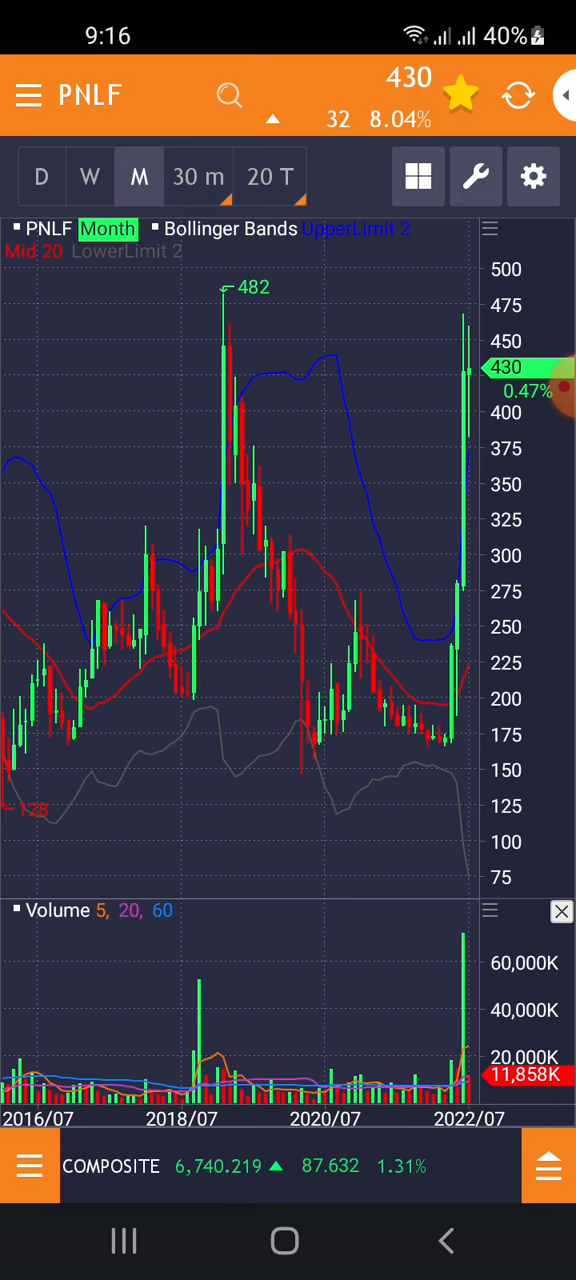 9:16 40%
PNLF 430
32 8.04%
D W M 30 m 20 T
PNLF Month Bollinger Bands UpperLimit 2
Mid 20 LowerLimit 2
500
482
475
450
430
0.47%
400
375
350
325
300
275
250
225
200
175
150
128
125
100
75
Volume 5, 20, 60
60,000K
40,000K
20,000K
11,858K
2016/07 2018/07 2020/07 2022/07
COMPOSITE 6,740.219 87.632 1.31%